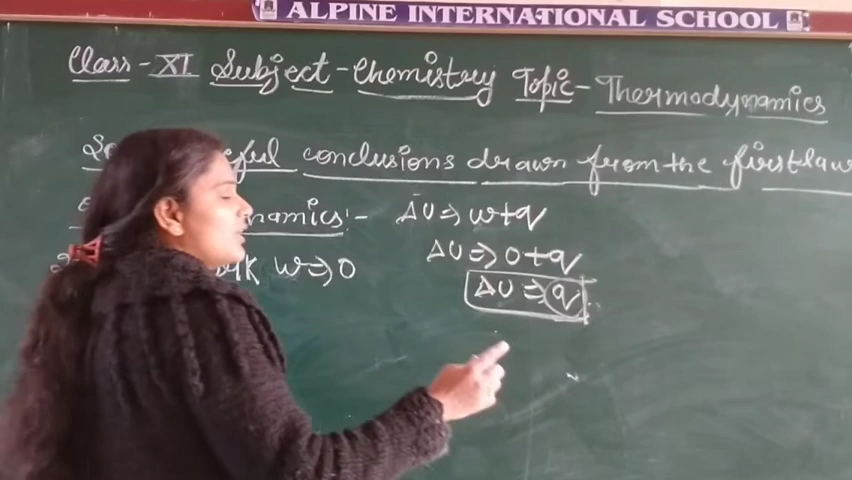 ALPINE INTERNATIONAL SCHOOL
Class - XI Subject - Chemistry Topic - Thermodynamics
conclusions drawn from the first law
ΔU ⇒ w+q
ΔU ⇒ 0+q
W ⇒ 0
ΔU ⇒ q